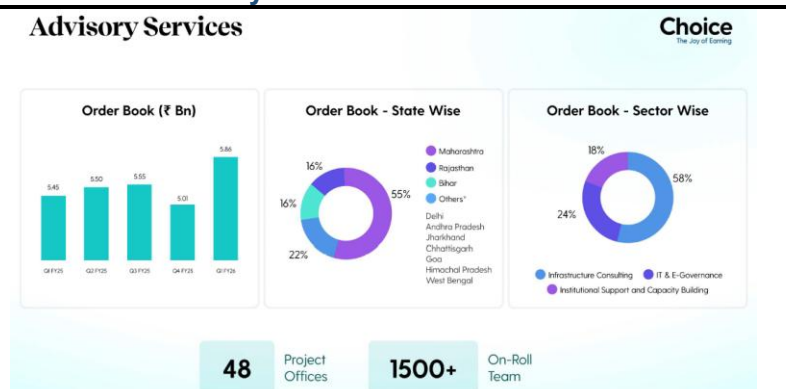 Advisory Services
Choice
The Joy of Earning
Order Book (₹ Bn)
5.45
5.50
5.55
5.01
5.86
Q1 FY25
Q2 FY25
Q3 FY25
Q4 FY25
Q1 FY26
Order Book - State Wise
16%
16%
55%
22%
Maharashtra
Rajasthan
Bihar
Others*
Delhi
Andhra Pradesh
Jharkhand
Chhattisgarh
Goa
Himachal Pradesh
West Bengal
Order Book - Sector Wise
18%
58%
24%
Infrastructure Consulting
IT & E-Governance
Institutional Support and Capacity Building
48
Project
Offices
1500+
On-Roll
Team